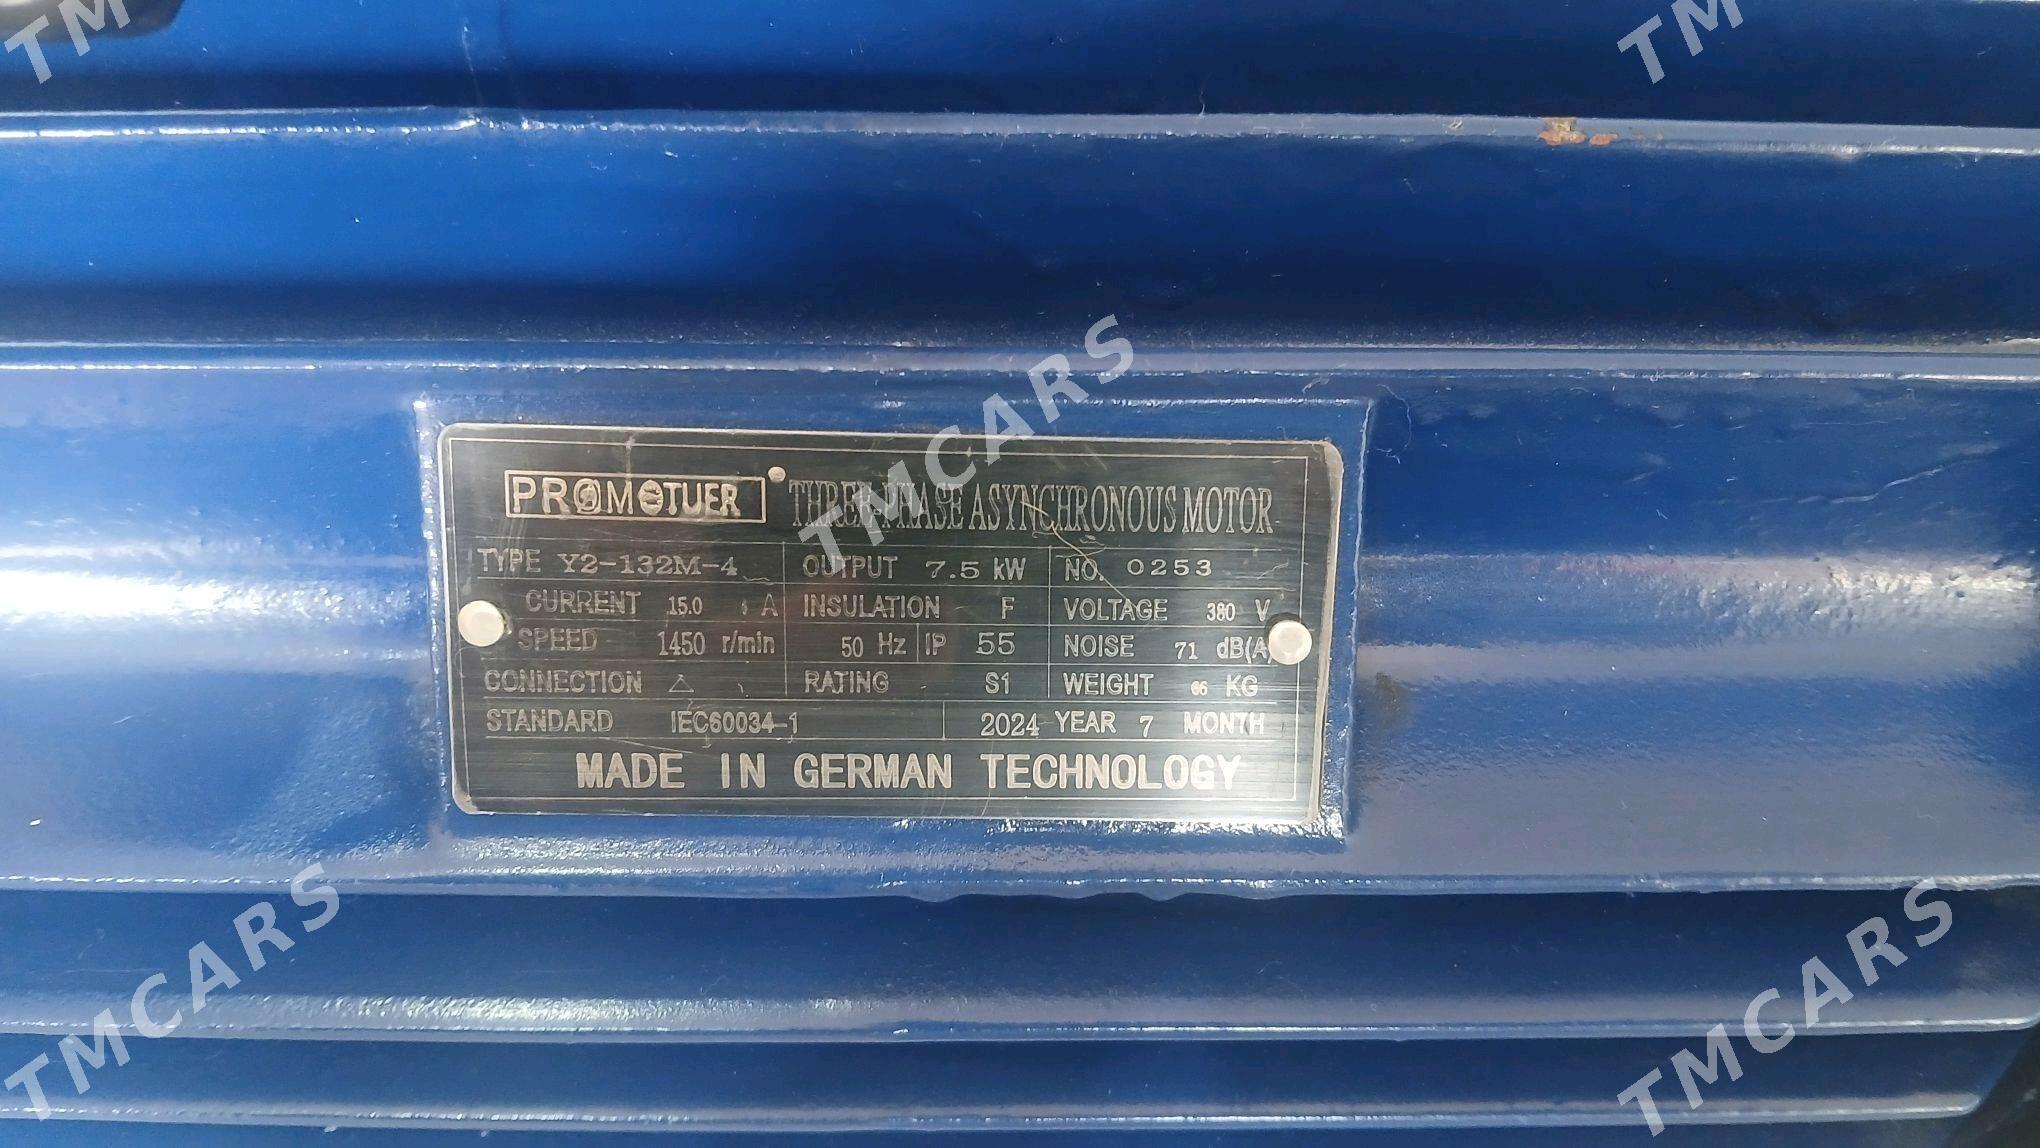 TMCARS
TMCARS
PROMOTUER THREE-PHASE ASYNCHRONOUS MOTOR
TYPE Y2-132M-4 OUTPUT 7.5 kW NO. 0253
CURRENT 15.0 A INSULATION F VOLTAGE 380 V
SPEED 1450 r/min 50 Hz IP 55 NOISE 71 dB(A)
CONNECTION △ RATING S1 WEIGHT 66 KG
STANDARD IEC60034-1 2024 YEAR 7 MONTH
MADE IN GERMAN TECHNOLOGY
TMCARS
TMCARS
TMCARS